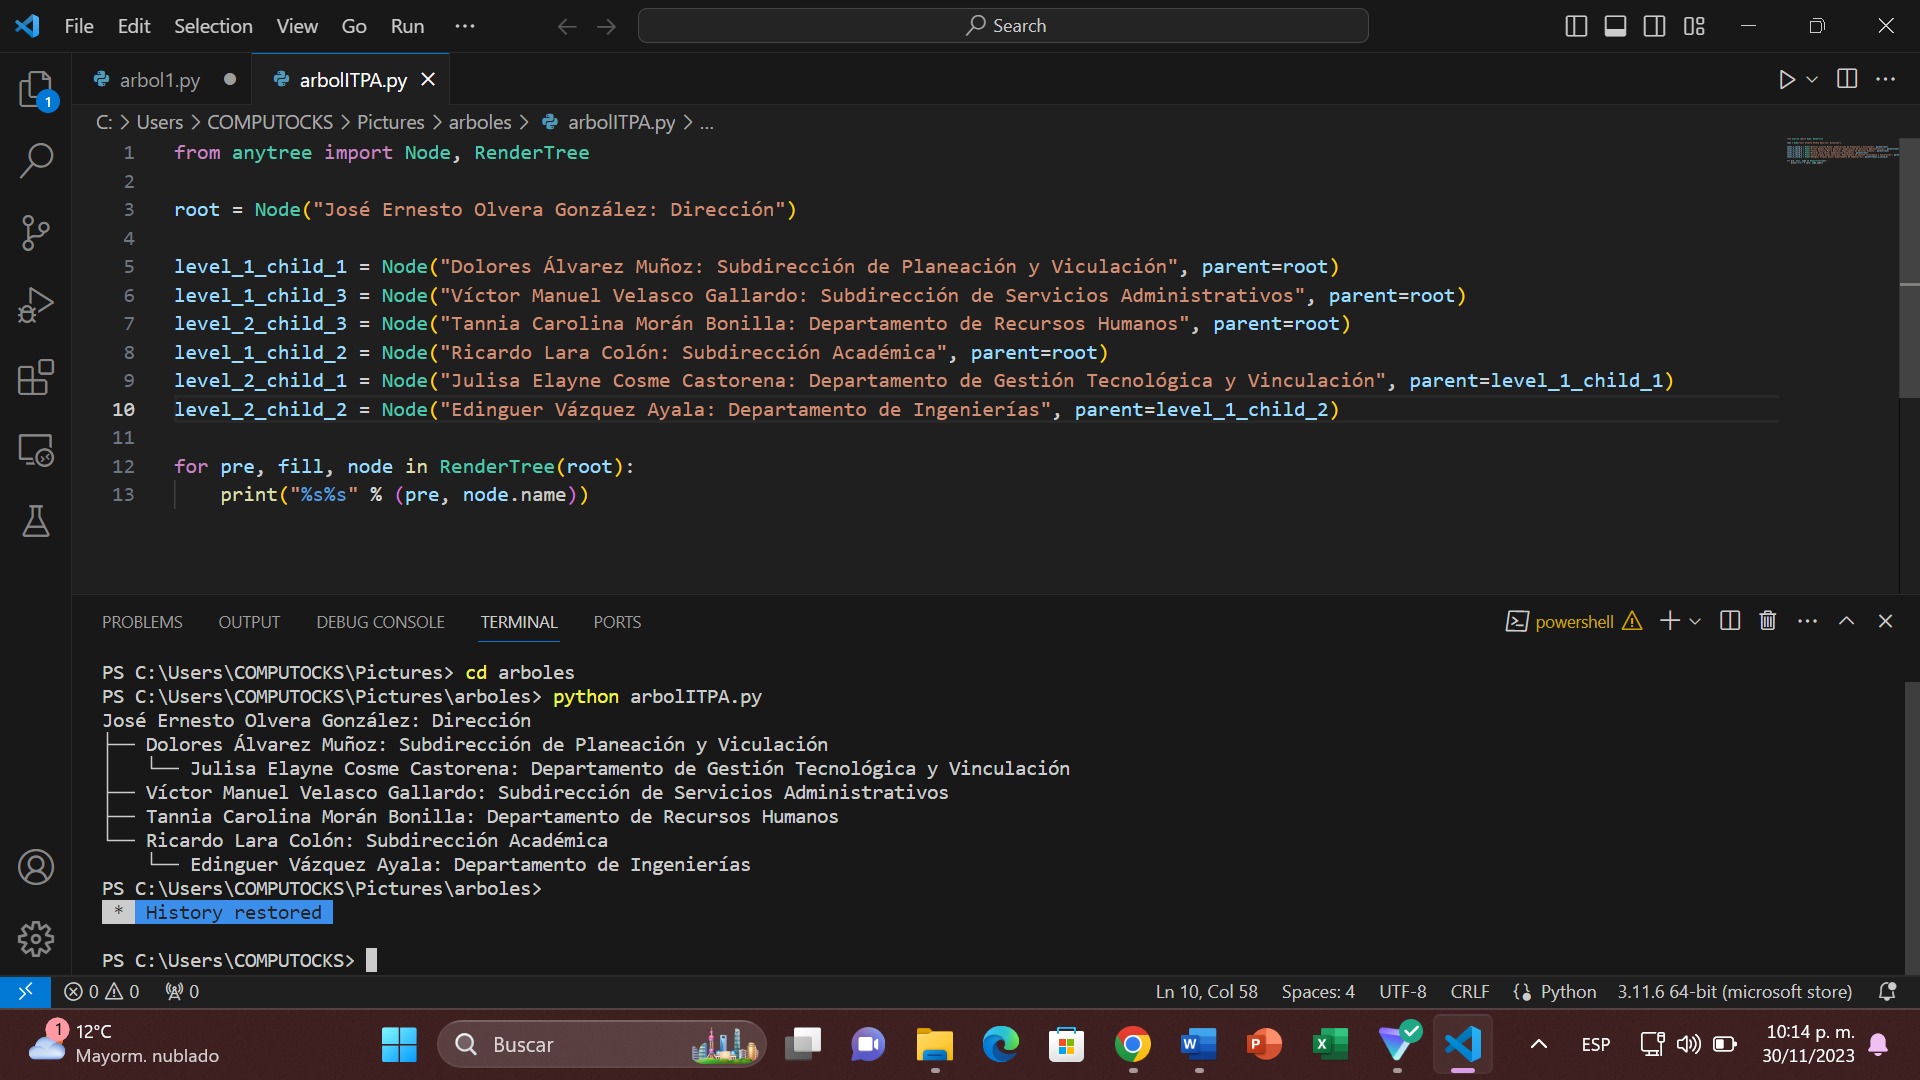 File Edit Selection View Go Run ··· Search
arbol1.py arbolITPA.py
1
C: > Users > COMPUTOCKS > Pictures > arboles > arbolITPA.py > ...
1 from anytree import Node, RenderTree
2
3 root = Node("José Ernesto Olvera González: Dirección")
4
5 level_1_child_1 = Node("Dolores Álvarez Muñoz: Subdirección de Planeación y Viculación", parent=root)
6 level_1_child_3 = Node("Víctor Manuel Velasco Gallardo: Subdirección de Servicios Administrativos", parent=root)
7 level_2_child_3 = Node("Tannia Carolina Morán Bonilla: Departamento de Recursos Humanos", parent=root)
8 level_1_child_2 = Node("Ricardo Lara Colón: Subdirección Académica", parent=root)
9 level_2_child_1 = Node("Julisa Elayne Cosme Castorena: Departamento de Gestión Tecnológica y Vinculación", parent=level_1_child_1)
10 level_2_child_2 = Node("Edinguer Vázquez Ayala: Departamento de Ingenierías", parent=level_1_child_2)
11
12 for pre, fill, node in RenderTree(root):
13     print("%s%s" % (pre, node.name))
PROBLEMS OUTPUT DEBUG CONSOLE TERMINAL PORTS powershell
PS C:\Users\COMPUTOCKS\Pictures> cd arboles
PS C:\Users\COMPUTOCKS\Pictures\arboles> python arbolITPA.py
José Ernesto Olvera González: Dirección
├── Dolores Álvarez Muñoz: Subdirección de Planeación y Viculación
│   └── Julisa Elayne Cosme Castorena: Departamento de Gestión Tecnológica y Vinculación
├── Víctor Manuel Velasco Gallardo: Subdirección de Servicios Administrativos
├── Tannia Carolina Morán Bonilla: Departamento de Recursos Humanos
└── Ricardo Lara Colón: Subdirección Académica
    └── Edinguer Vázquez Ayala: Departamento de Ingenierías
PS C:\Users\COMPUTOCKS\Pictures\arboles>
* History restored
PS C:\Users\COMPUTOCKS>
0 0 0 Ln 10, Col 58 Spaces: 4 UTF-8 CRLF Python 3.11.6 64-bit (microsoft store)
1 12°C
Mayorm. nublado
Buscar
W P X
ESP
10:14 p. m.
30/11/2023